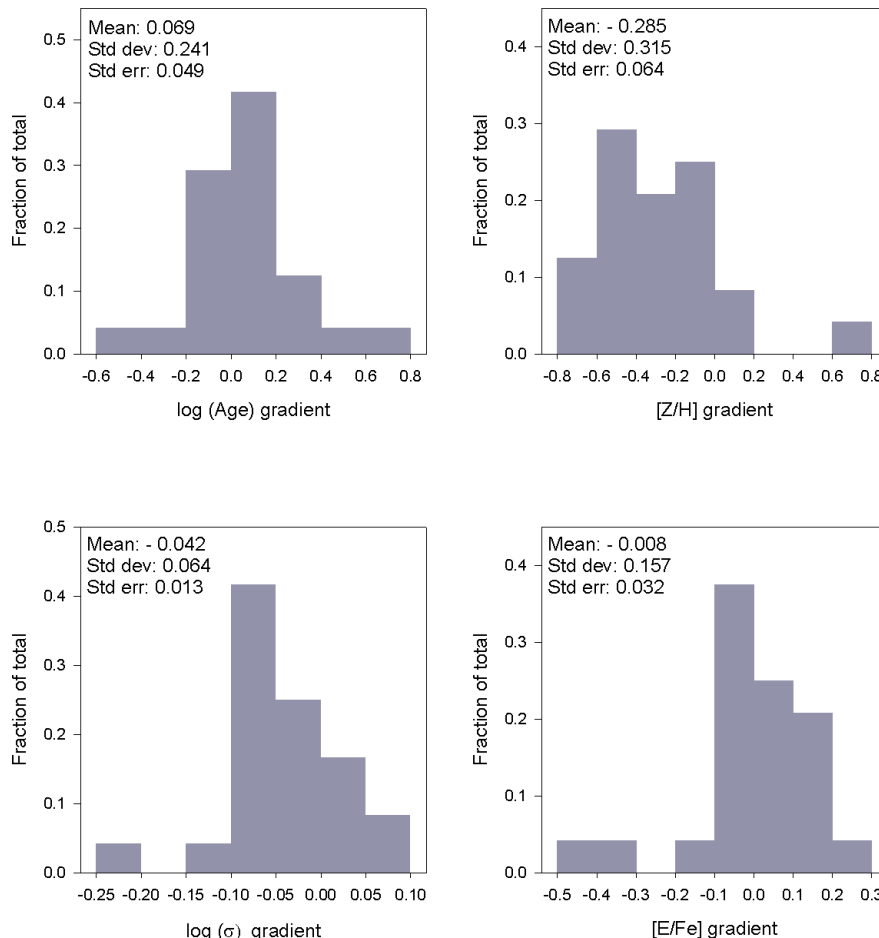 Mean: 0.069
Std dev: 0.241
Std err: 0.049
0.5
0.4
0.3
0.2
0.1
0.0
Fraction of total
-0.6 -0.4 -0.2 0.0 0.2 0.4 0.6 0.8
log (Age) gradient
Mean: - 0.285
Std dev: 0.315
Std err: 0.064
0.4
0.3
0.2
0.1
0.0
Fraction of total
-0.8 -0.6 -0.4 -0.2 0.0 0.2 0.4 0.6 0.8
[Z/H] gradient
Mean: - 0.042
Std dev: 0.064
Std err: 0.013
0.5
0.4
0.3
0.2
0.1
0.0
Fraction of total
-0.25 -0.20 -0.15 -0.10 -0.05 0.00 0.05 0.10
log (σ) gradient
Mean: - 0.008
Std dev: 0.157
Std err: 0.032
0.4
0.3
0.2
0.1
0.0
Fraction of total
-0.5 -0.4 -0.3 -0.2 -0.1 0.0 0.1 0.2 0.3
[E/Fe] gradient